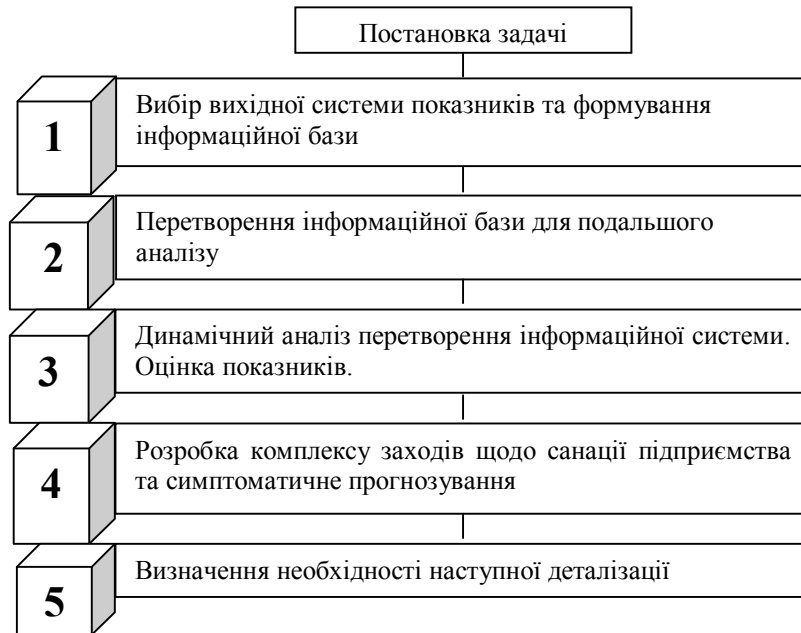 Постановка задачі
1
Вибір вихідної системи показників та формування
інформаційної бази
2
Перетворення інформаційної бази для подальшого
аналізу
3
Динамічний аналіз перетворення інформаційної системи.
Оцінка показників.
4
Розробка комплексу заходів щодо санації підприємства
та симптоматичне прогнозування
5
Визначення необхідності наступної деталізації